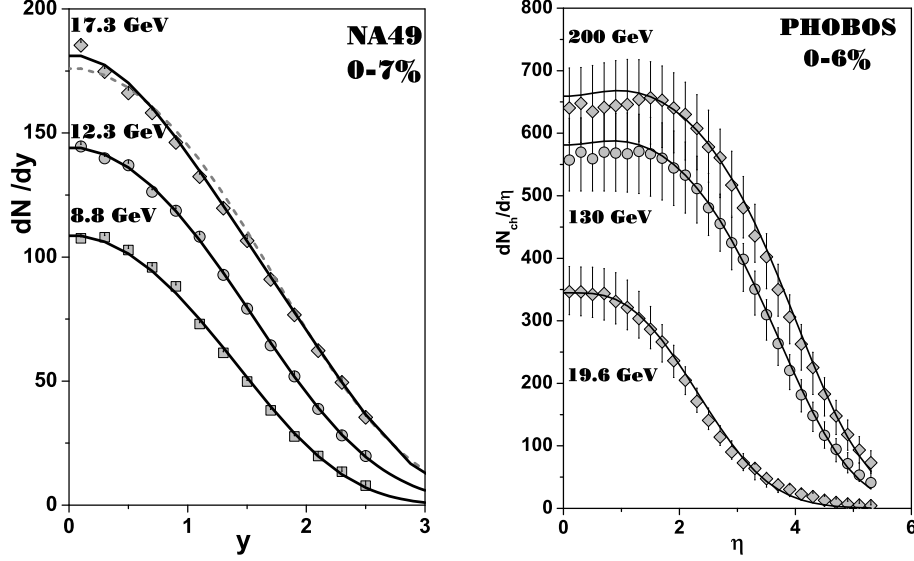 200
150
100
50
0
0
1
2
3
dN /dy
y
17.3 GeV
12.3 GeV
8.8 GeV
NA49
0-7%
800
700
600
500
400
300
200
100
0
0
2
4
6
dN_ch/dη
η
200 GeV
130 GeV
19.6 GeV
PHOBOS
0-6%